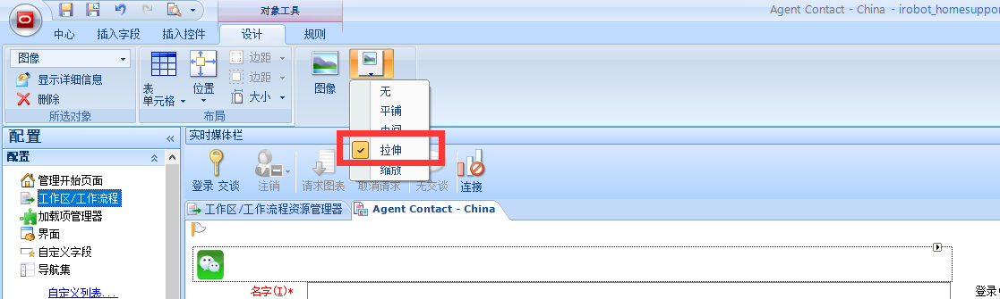 对象工具
Agent Contact - China - irobot_homesuppor
中心 插入字段 插入控件 设计 规则
图像
显示详细信息
删除
所选对象
表
单元格
位置
边距
边距
大小
布局
图像
无
平铺
中间
拉伸
缩放
配置
配置
管理开始页面
工作区/工作流程
加载项管理器
界面
自定义字段
导航集
自定义列表...
实时媒体栏
登录 交谈 注销 请求图表 取消请求 无交谈 连接
工作区/工作流程资源管理器 Agent Contact - China
名字(I)*
登录(